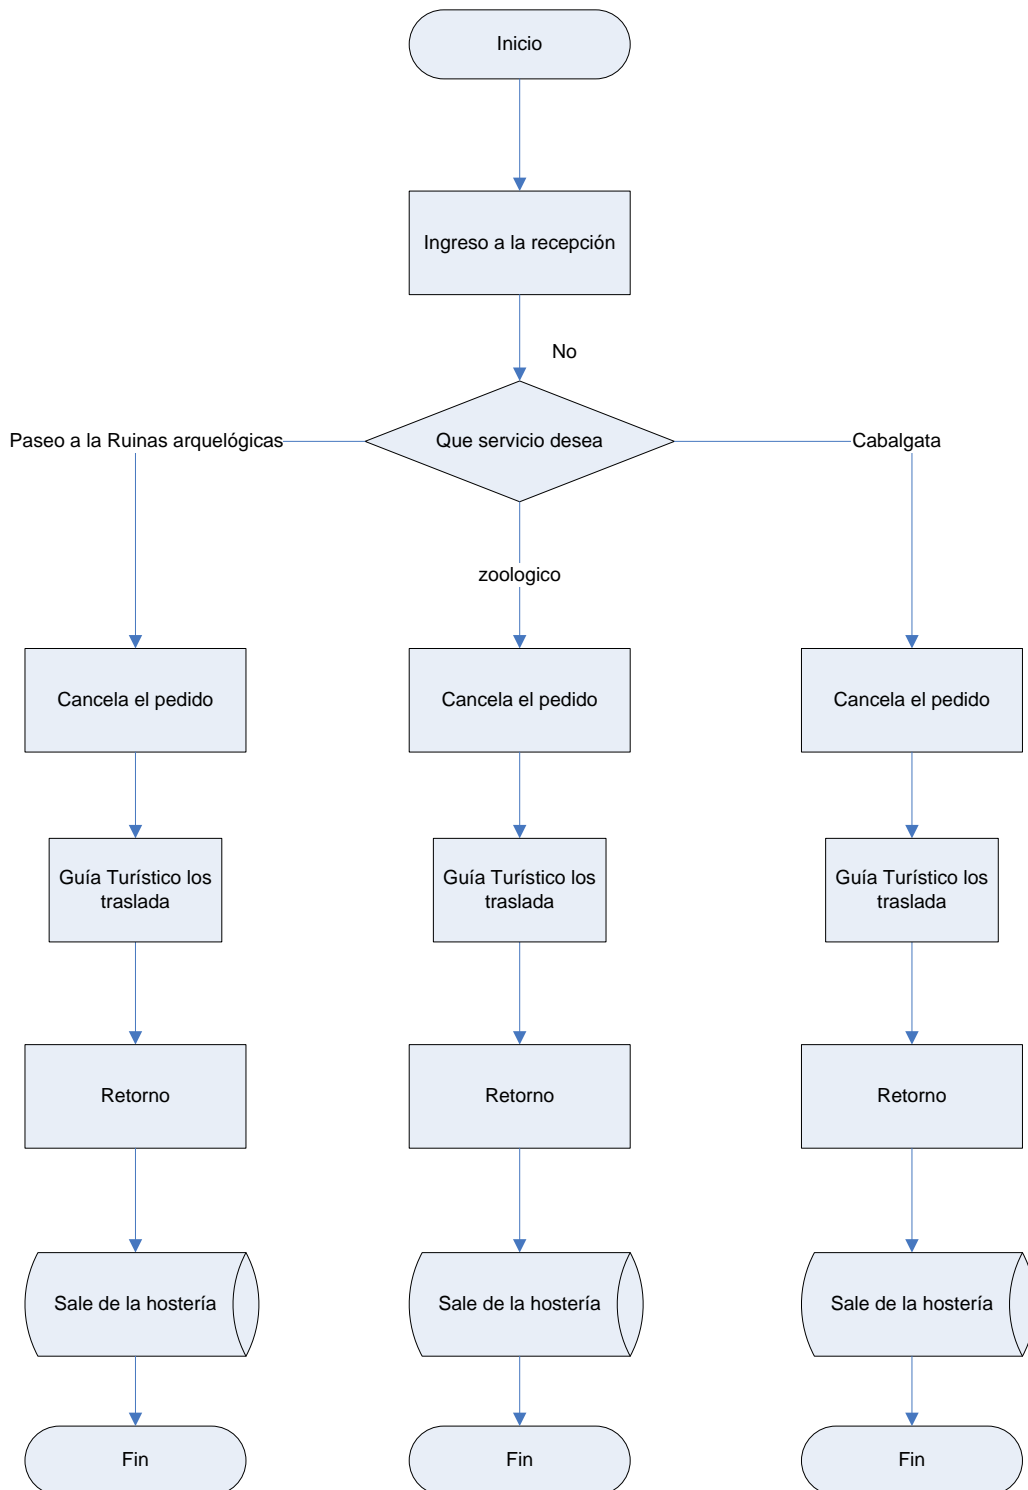 Inicio
Ingreso a la recepción
No
Paseo a la Ruinas arquelógicas
Que servicio desea
Cabalgata
zoologico
Cancela el pedido
Cancela el pedido
Cancela el pedido
Guía Turístico los
traslada
Guía Turístico los
traslada
Guía Turístico los
traslada
Retorno
Retorno
Retorno
Sale de la hostería
Sale de la hostería
Sale de la hostería
Fin
Fin
Fin